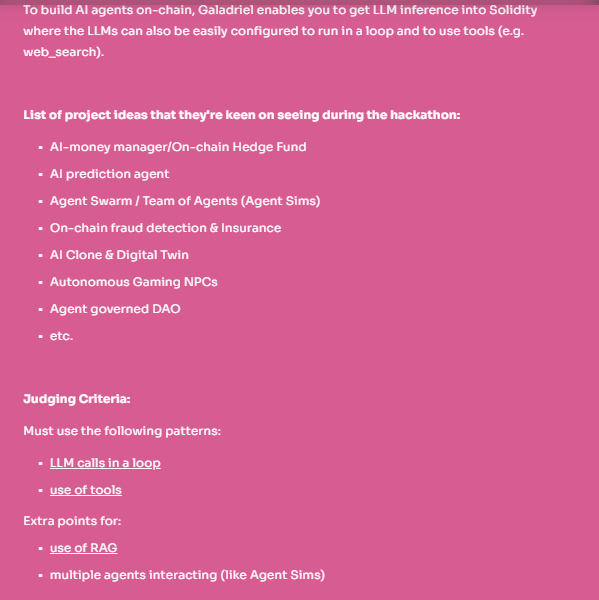 To build AI agents on-chain, Galadriel enables you to get LLM inference into Solidity
where the LLMs can also be easily configured to run in a loop and to use tools (e.g.
web_search).
List of project ideas that they're keen on seeing during the hackathon:
▪ AI-money manager/On-chain Hedge Fund
▪ AI prediction agent
▪ Agent Swarm / Team of Agents (Agent Sims)
▪ On-chain fraud detection & Insurance
▪ AI Clone & Digital Twin
▪ Autonomous Gaming NPCs
▪ Agent governed DAO
▪ etc.
Judging Criteria:
Must use the following patterns:
▪ LLM calls in a loop
▪ use of tools
Extra points for:
▪ use of RAG
▪ multiple agents interacting (like Agent Sims)